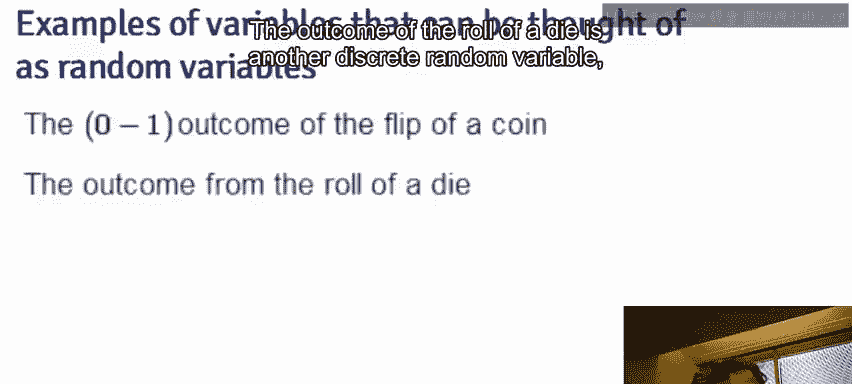 Examples of variables that can be thought of
as random variables
The outcome of the roll of a die is
another discrete random variable,
The (0 – 1) outcome of the flip of a coin
The outcome from the roll of a die